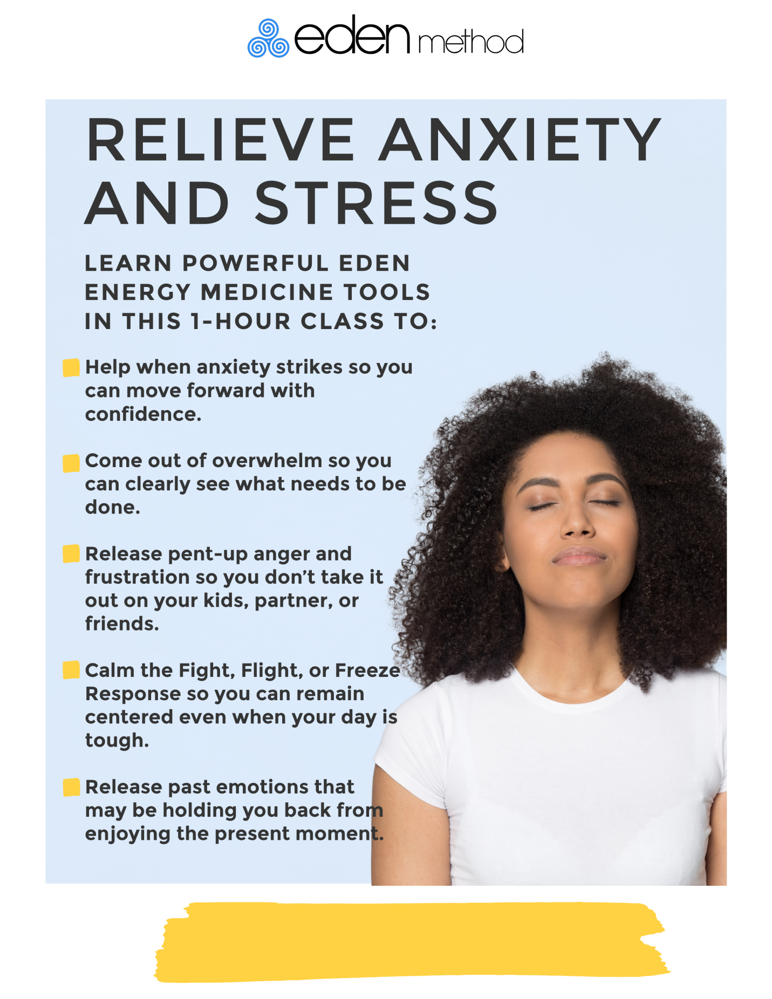 eden method
RELIEVE ANXIETY
AND STRESS
LEARN POWERFUL EDEN
ENERGY MEDICINE TOOLS
IN THIS 1-HOUR CLASS TO:
Help when anxiety strikes so you
can move forward with
confidence.
Come out of overwhelm so you
can clearly see what needs to be
done.
Release pent-up anger and
frustration so you don’t take it
out on your kids, partner, or
friends.
Calm the Fight, Flight, or Freeze
Response so you can remain
centered even when your day is
tough.
Release past emotions that
may be holding you back from
enjoying the present moment.